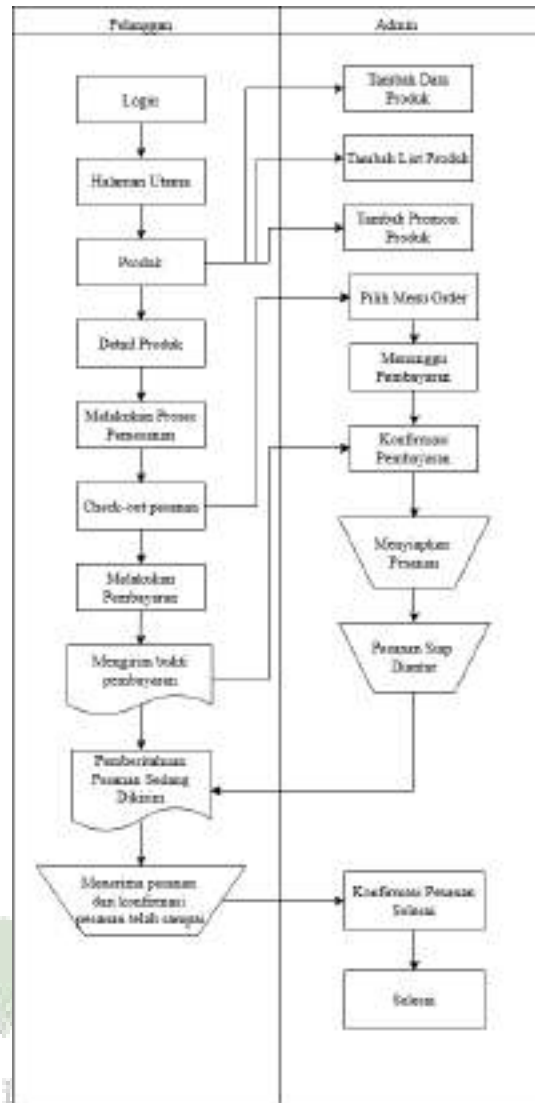 Pelanggan
Admin
Login
Halaman Utama
Produk
Detail Produk
Melakukan Proses
Pemesanan
Check-out pesanan
Melakukan
Pembayaran
Mengirim bukti
pembayaran
Pemberitahuan
Pesanan Sedang
Dikirim
Menerima pesanan
dan konfirmasi
pesanan telah sampai
Tambah Data
Produk
Tambah List Produk
Tambah Promosi
Produk
Pilih Menu Order
Menunggu
Pembayaran
Konfirmasi
Pembayaran
Menyiapkan
Pesanan
Pesanan Siap
Diantar
Konfirmasi Pesanan
Selesai
Selesai